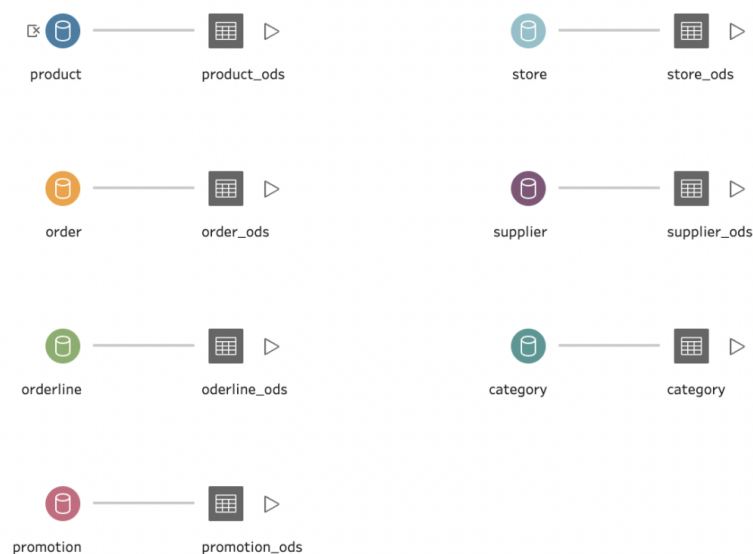 product product_ods store store_ods
order order_ods supplier supplier_ods
orderline oderline_ods category category
promotion promotion_ods